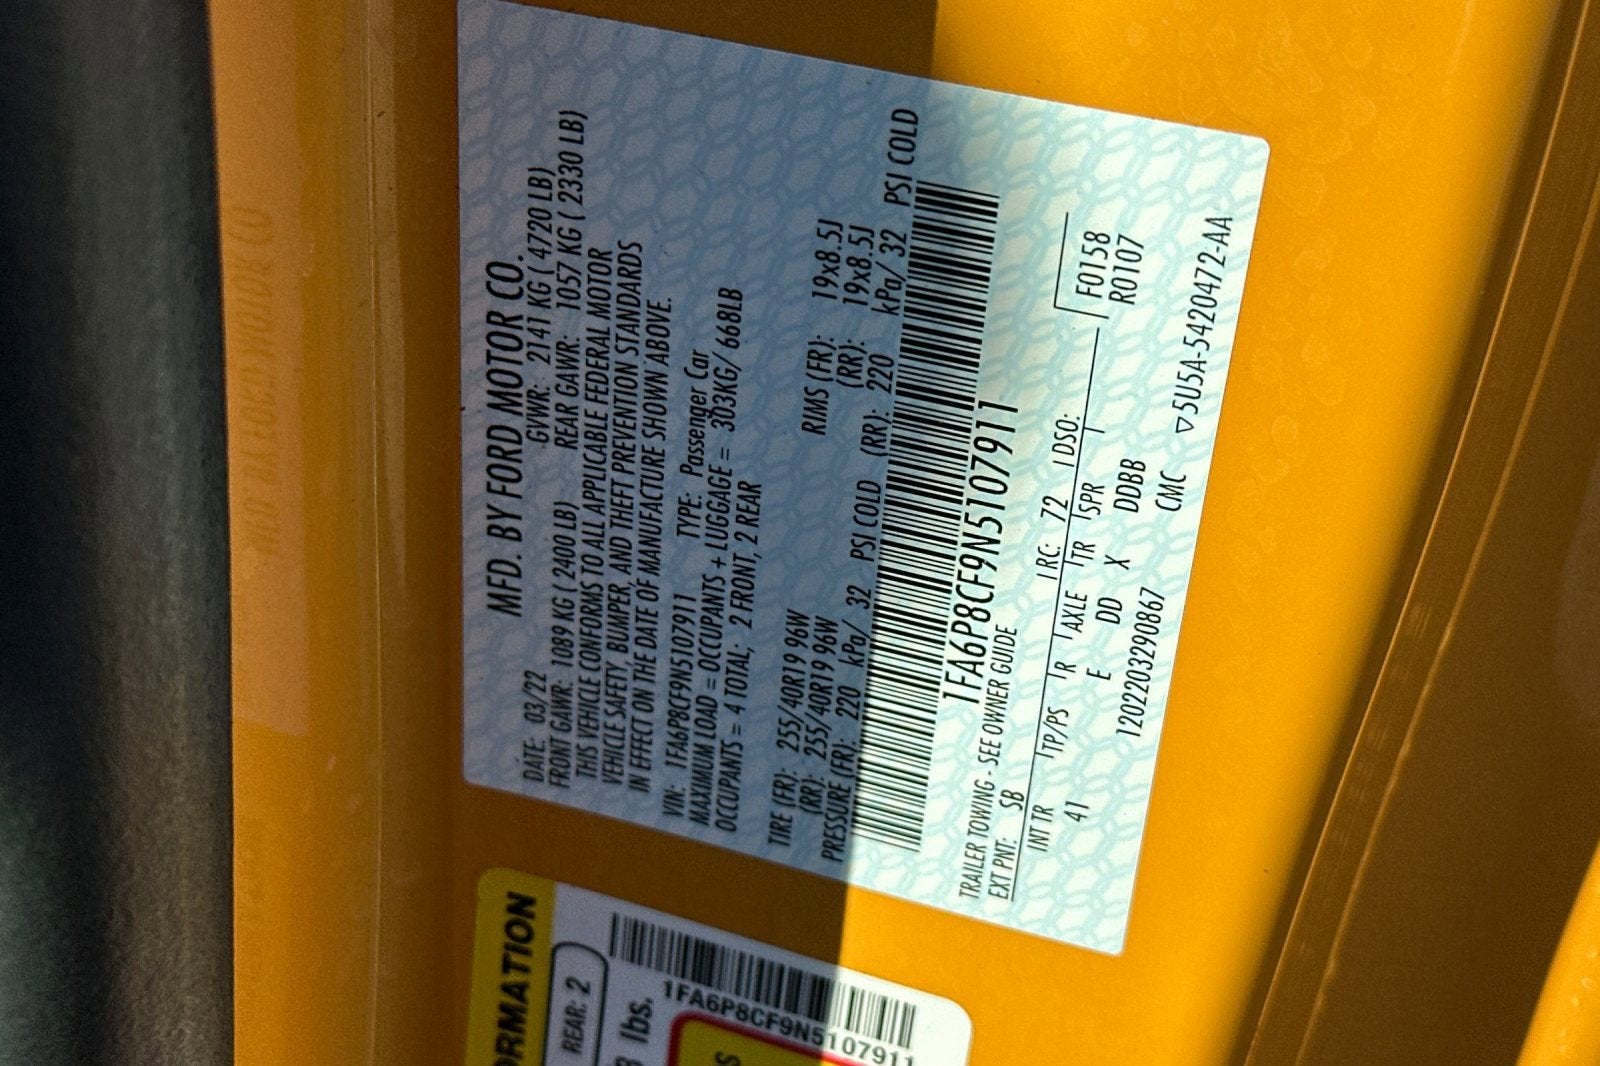 MFD. BY FORD MOTOR CO.
DATE: 03/22 GVWR: 2141 KG ( 4720 LB)
FRONT GAWR: 1089 KG ( 2400 LB) REAR GAWR: 1057 KG ( 2330 LB)
THIS VEHICLE CONFORMS TO ALL APPLICABLE FEDERAL MOTOR
VEHICLE SAFETY, BUMPER, AND THEFT PREVENTION STANDARDS
IN EFFECT ON THE DATE OF MANUFACTURE SHOWN ABOVE.
VIN: 1FA6P8CF9N5107911 TYPE: Passenger Car
MAXIMUM LOAD = OCCUPANTS + LUGGAGE = 303KG/ 668LB
OCCUPANTS = 4 TOTAL; 2 FRONT, 2 REAR
TIRE (FR): 255/40R19 96W RIMS (FR): 19x8.5J
(RR): 255/40R19 96W (RR): 19x8.5J
PRESSURE (FR): 220 kPa/ 32 PSI COLD (RR): 220 kPa/ 32 PSI COLD
1FA6P8CF9N5107911
TRAILER TOWING - SEE OWNER GUIDE
EXT PNT: SB RC: 72 DSO: F0158
INT TR TP/PS R AXLE TR SPR R0107
41 E DD X DDBB
1202203290867 CMC ▽5U5A-5420472-AA
ORMATION
REAR: 2
8 lbs.
1FA6P8CF9N5107911